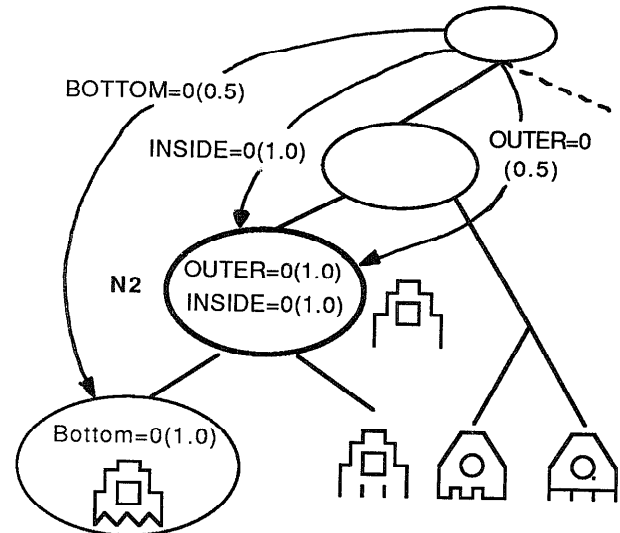 BOTTOM=0(0.5)
INSIDE=0(1.0)
OUTER=0
(0.5)
N2
OUTER=0(1.0)
INSIDE=0(1.0)
Bottom=0(1.0)